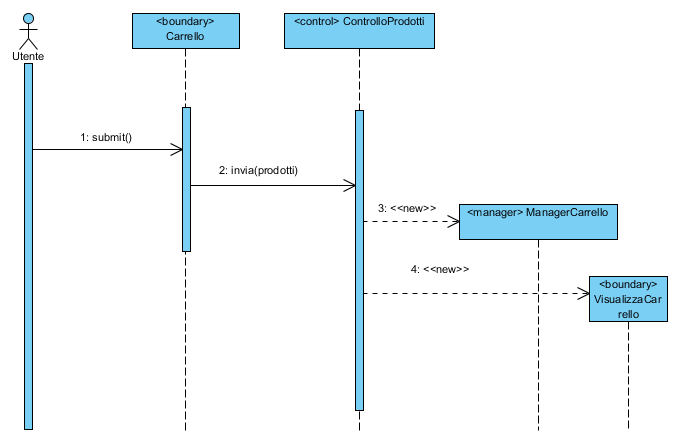 <boundary>
Carrello
<control> ControlloProdotti
Utente
1: submit()
2: invia(prodotti)
3: <<new>>
<manager> ManagerCarrello
4: <<new>>
<boundary>
VisualizzaCar
rello